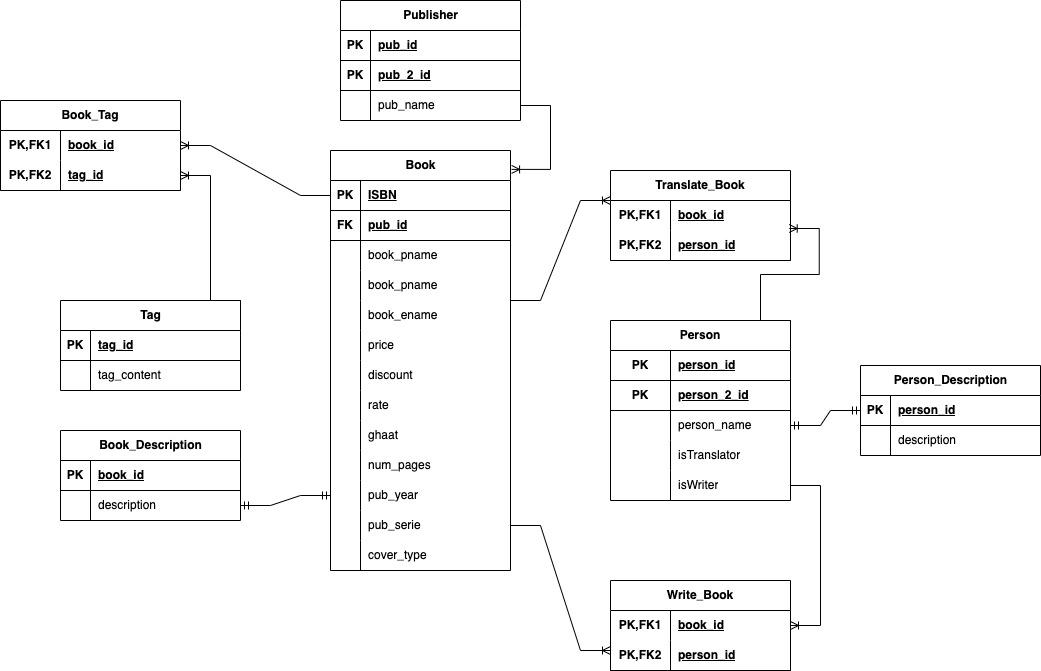 Publisher
PK pub_id
PK pub_2_id
pub_name
Book_Tag
PK,FK1 book_id
PK,FK2 tag_id
Book
PK ISBN
FK pub_id
book_pname
book_pname
book_ename
price
discount
rate
ghaat
num_pages
pub_year
pub_serie
cover_type
Translate_Book
PK,FK1 book_id
PK,FK2 person_id
Tag
PK tag_id
tag_content
Person
PK person_id
PK person_2_id
person_name
isTranslator
isWriter
Person_Description
PK person_id
description
Book_Description
PK book_id
description
Write_Book
PK,FK1 book_id
PK,FK2 person_id